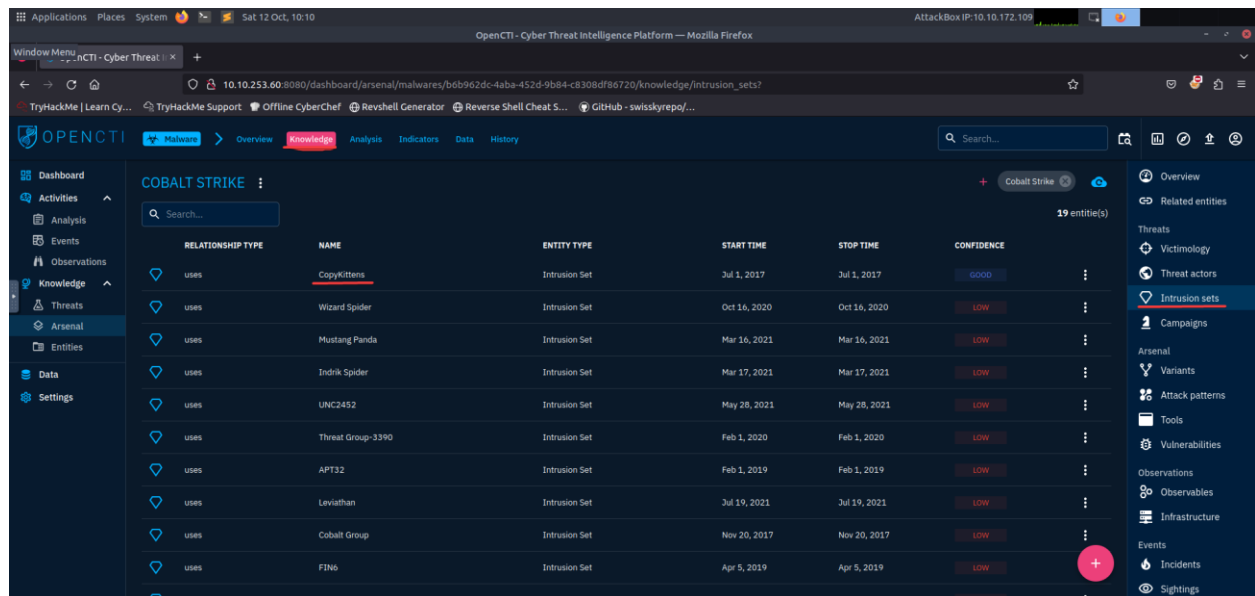 Applications Places System Sat 12 Oct, 10:10 AttackBox IP:10.10.172.109
OpenCTI - Cyber Threat Intelligence Platform — Mozilla Firefox
Window Menu
nCTI - Cyber Threat I
10.10.253.60:8080/dashboard/arsenal/malwares/b6b962dc-4aba-452d-9b84-c8308df86720/knowledge/intrusion_sets?
TryHackMe | Learn Cy... TryHackMe Support Offline CyberChef Revshell Generator Reverse Shell Cheat S... GitHub - swisskyrepo/...
OPENCTI Malware Overview Knowledge Analysis Indicators Data History Search...
Dashboard
Activities
Analysis
Events
Observations
Knowledge
Threats
Arsenal
Entities
Data
Settings
COBALT STRIKE + Cobalt Strike
Search... 19 entitie(s)
RELATIONSHIP TYPE NAME ENTITY TYPE START TIME STOP TIME CONFIDENCE
uses CopyKittens Intrusion Set Jul 1, 2017 Jul 1, 2017 GOOD
uses Wizard Spider Intrusion Set Oct 16, 2020 Oct 16, 2020 LOW
uses Mustang Panda Intrusion Set Mar 16, 2021 Mar 16, 2021 LOW
uses Indrik Spider Intrusion Set Mar 17, 2021 Mar 17, 2021 LOW
uses UNC2452 Intrusion Set May 28, 2021 May 28, 2021 LOW
uses Threat Group-3390 Intrusion Set Feb 1, 2020 Feb 1, 2020 LOW
uses APT32 Intrusion Set Feb 1, 2019 Feb 1, 2019 LOW
uses Leviathan Intrusion Set Jul 19, 2021 Jul 19, 2021 LOW
uses Cobalt Group Intrusion Set Nov 20, 2017 Nov 20, 2017 LOW
uses FIN6 Intrusion Set Apr 5, 2019 Apr 5, 2019 LOW
+
Overview
Related entities
Threats
Victimology
Threat actors
Intrusion sets
Campaigns
Arsenal
Variants
Attack patterns
Tools
Vulnerabilities
Observations
Observables
Infrastructure
Events
Incidents
Sightings